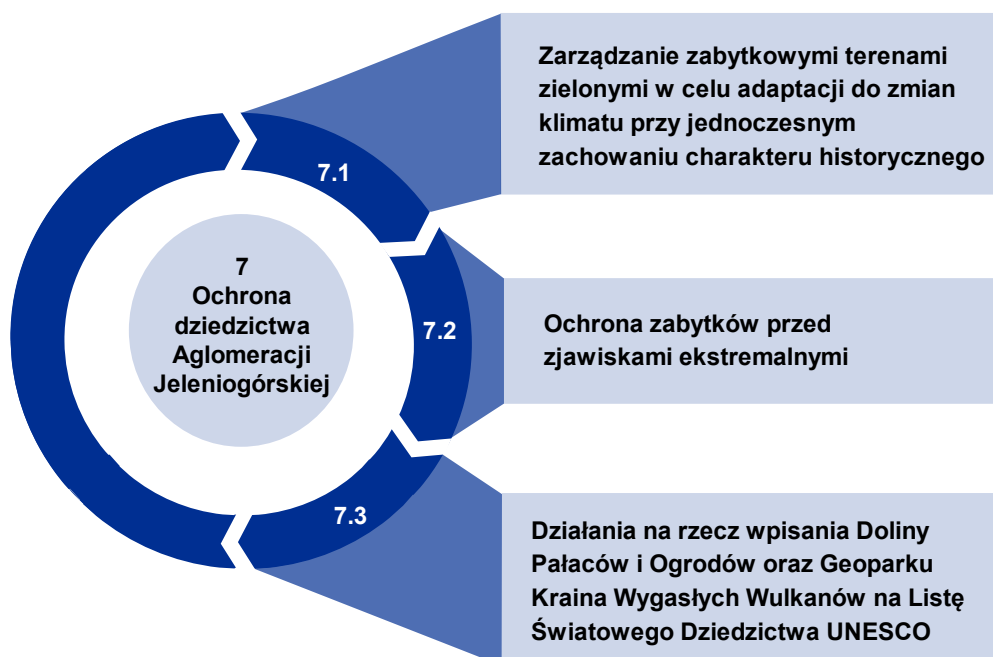 7
Ochrona
dziedzictwa
Aglomeracji
Jeleniogórskiej
7.1
Zarządzanie zabytkowymi terenami
zielonymi w celu adaptacji do zmian
klimatu przy jednoczesnym
zachowaniu charakteru historycznego
7.2
Ochrona zabytków przed
zjawiskami ekstremalnymi
7.3
Działania na rzecz wpisania Doliny
Pałaców i Ogrodów oraz Geoparku
Kraina Wygasłych Wulkanów na Listę
Światowego Dziedzictwa UNESCO